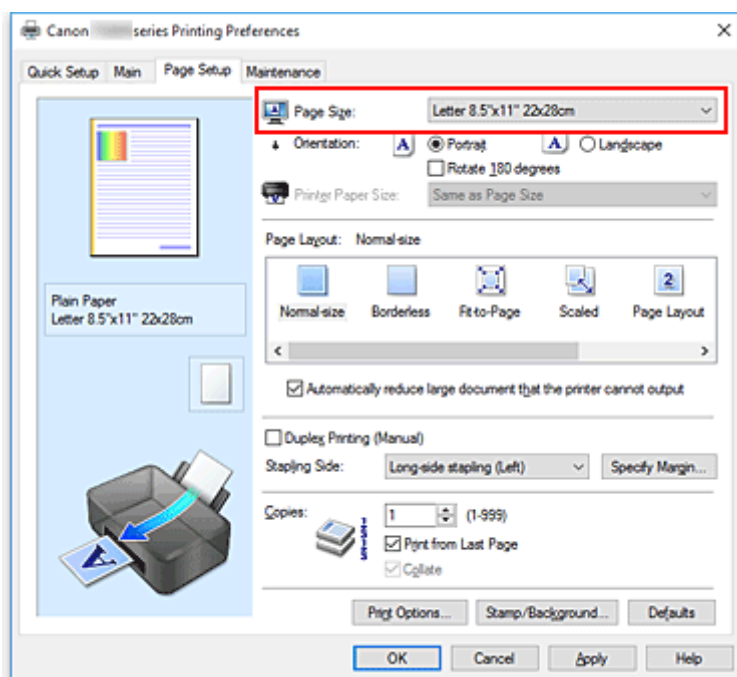 Canon series Printing Preferences
Quick Setup Main Page Setup Maintenance
Page Size: Letter 8.5"x11" 22x28cm
Orientation: A Portrait A Landscape
Rotate 180 degrees
Printer Paper Size: Same as Page Size
Page Layout: Normal-size
Normal-size Borderless Fit-to-Page Scaled Page Layout
2
Plain Paper
Letter 8.5"x11" 22x28cm
Automatically reduce large document that the printer cannot output
Duplex Printing (Manual)
Stapling Side: Long-side stapling (Left) Specify Margin...
Copies: 1 (1-999)
Print from Last Page
Collate
A
Print Options... Stamp/Background... Defaults
OK Cancel Apply Help